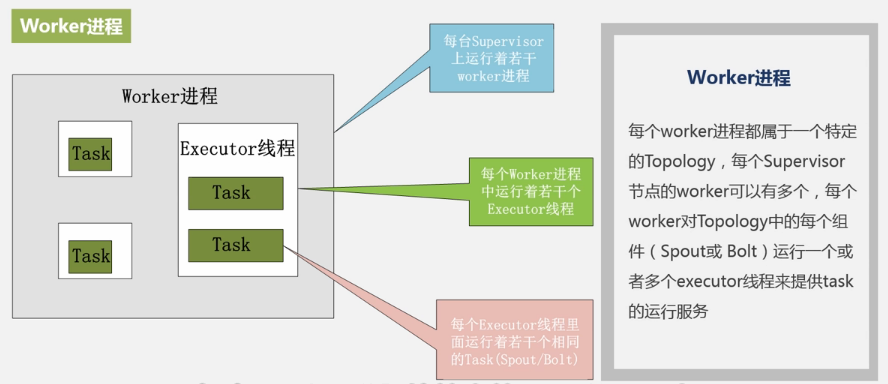 Worker进程
Worker进程
Task
Executor线程
Task
Task
Task
每台Supervisor
上运行着若干
worker进程
每个Worker进程
中运行着若干个
Executor线程
每个Executor线程里
面运行着若干个相同
的Task(Spout/Bolt)
Worker进程
每个worker进程都属于一个特定
的Topology，每个Supervisor
节点的worker可以有多个，每个
worker对Topology中的每个组
件（Spout或 Bolt）运行一个或
者多个executor线程来提供task
的运行服务